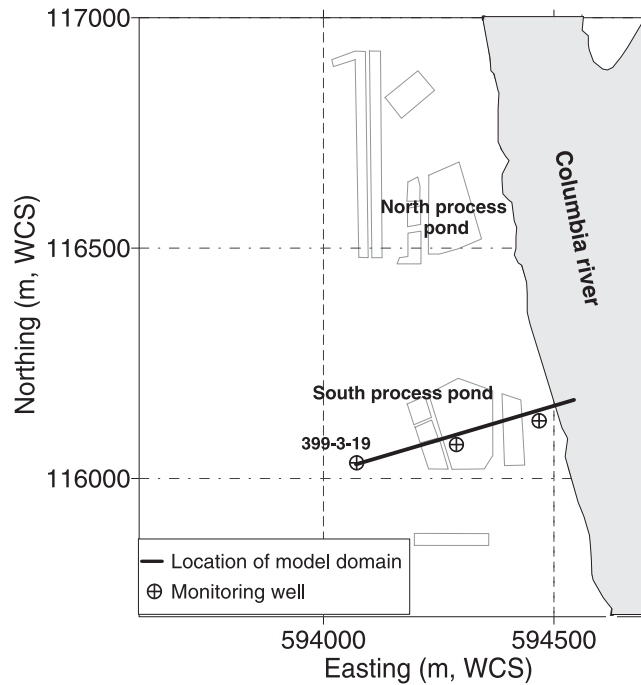 117000
116500
116000
Northing (m, WCS)
North process
pond
Columbia river
South process pond
399-3-19
Location of model domain
Monitoring well
594000
594500
Easting (m, WCS)